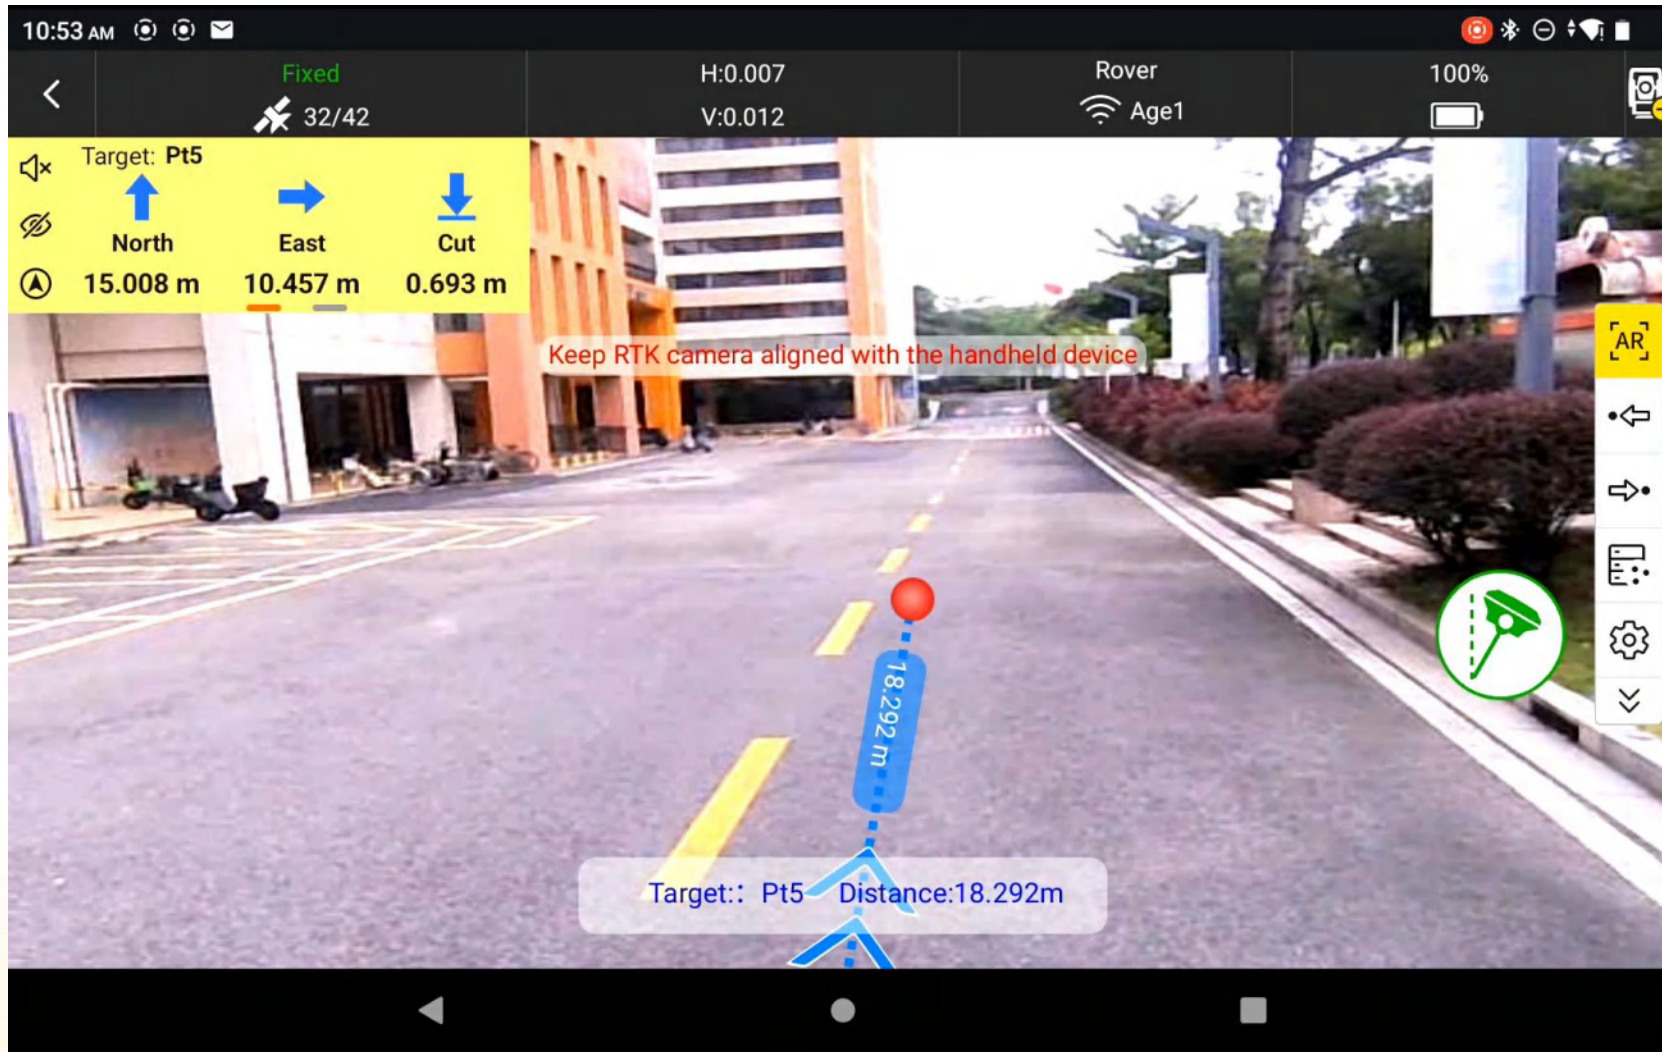 10:53 AM
Fixed
32/42
H:0.007
V:0.012
Rover
Age1
100%
Target: Pt5
North
East
Cut
15.008 m
10.457 m
0.693 m
Keep RTK camera aligned with the handheld device
AR
18.292 m
Target:: Pt5 Distance:18.292m